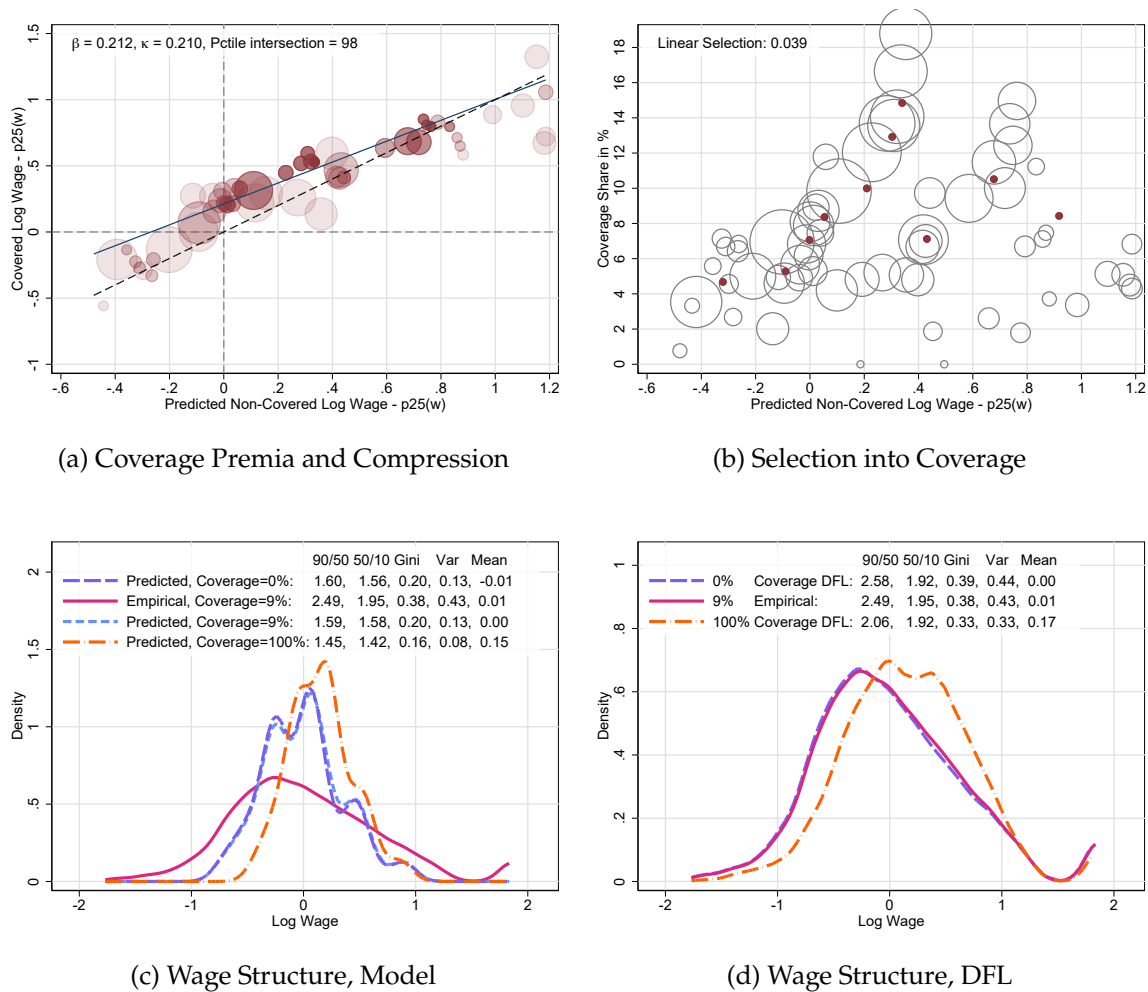 β = 0.212, κ = 0.210, Pctile intersection = 98
Covered Log Wage - p25(w)
1.5
1
.5
0
-.5
-1
-.6
-.4
-.2
0
.2
.4
.6
.8
1
1.2
Predicted Non-Covered Log Wage - p25(w)
(a) Coverage Premia and Compression
Linear Selection: 0.039
Coverage Share in %
18
16
14
12
10
8
6
4
2
0
-.6
-.4
-.2
0
.2
.4
.6
.8
1
1.2
Predicted Non-Covered Log Wage - p25(w)
(b) Selection into Coverage
90/50 50/10 Gini Var Mean
Predicted, Coverage=0%: 1.60, 1.56, 0.20, 0.13, -0.01
Empirical, Coverage=9%: 2.49, 1.95, 0.38, 0.43, 0.01
Predicted, Coverage=9%: 1.59, 1.58, 0.20, 0.13, 0.00
Predicted, Coverage=100%: 1.45, 1.42, 0.16, 0.08, 0.15
Density
2
1.5
1
.5
0
-2
-1
0
1
2
Log Wage
(c) Wage Structure, Model
90/50 50/10 Gini Var Mean
0% Coverage DFL: 2.58, 1.92, 0.39, 0.44, 0.00
9% Empirical: 2.49, 1.95, 0.38, 0.43, 0.01
100% Coverage DFL: 2.06, 1.92, 0.33, 0.33, 0.17
Density
1
.8
.6
.4
.2
0
-2
-1
0
1
2
Log Wage
(d) Wage Structure, DFL